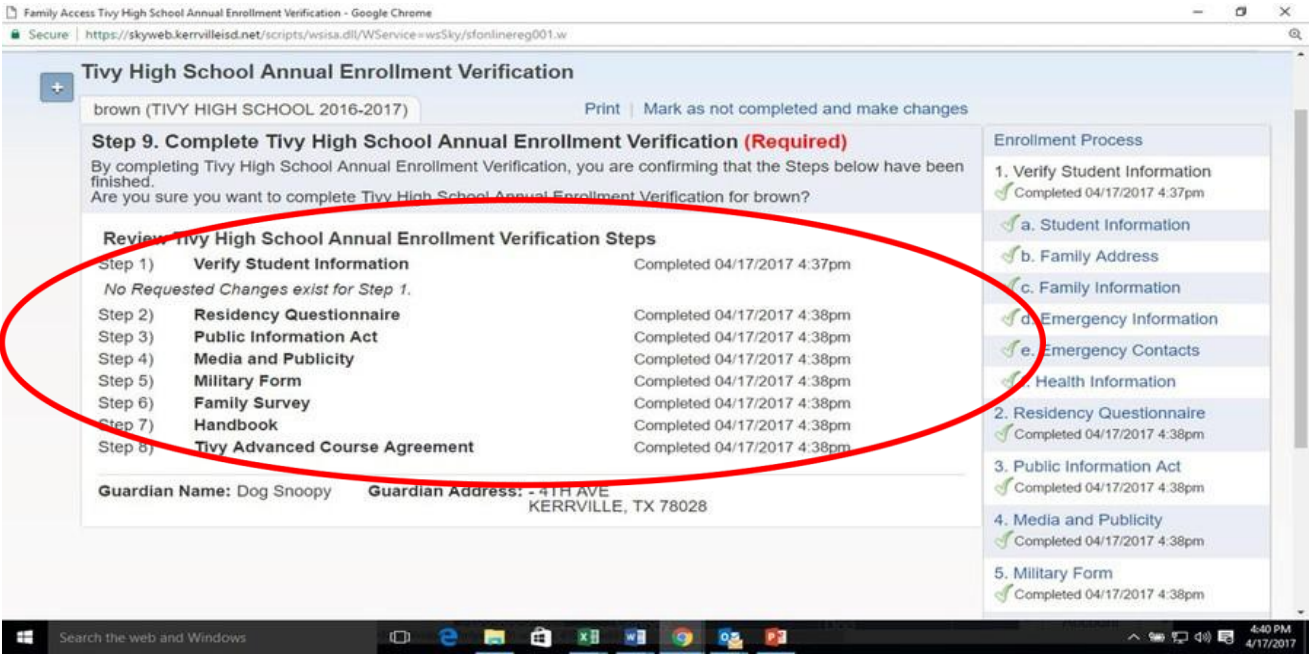 Family Access Tivy High School Annual Enrollment Verification - Google Chrome
Secure | https://skyweb.kerrvilleisd.net/scripts/wsisa.dll/WService=wsSky/sfonlinereg001.w
Tivy High School Annual Enrollment Verification
brown (TIVY HIGH SCHOOL 2016-2017)
Print | Mark as not completed and make changes
Step 9. Complete Tivy High School Annual Enrollment Verification (Required)
By completing Tivy High School Annual Enrollment Verification, you are confirming that the Steps below have been
finished.
Are you sure you want to complete Tivy High School Annual Enrollment Verification for brown?
Review Tivy High School Annual Enrollment Verification Steps
Step 1) Verify Student Information Completed 04/17/2017 4:37pm
No Requested Changes exist for Step 1.
Step 2) Residency Questionnaire Completed 04/17/2017 4:38pm
Step 3) Public Information Act Completed 04/17/2017 4:38pm
Step 4) Media and Publicity Completed 04/17/2017 4:38pm
Step 5) Military Form Completed 04/17/2017 4:38pm
Step 6) Family Survey Completed 04/17/2017 4:38pm
Step 7) Handbook Completed 04/17/2017 4:38pm
Step 8) Tivy Advanced Course Agreement Completed 04/17/2017 4:38pm
Guardian Name: Dog Snoopy Guardian Address: - 4TH AVE
KERRVILLE, TX 78028
Enrollment Process
1. Verify Student Information
Completed 04/17/2017 4:37pm
a. Student Information
b. Family Address
c. Family Information
d. Emergency Information
e. Emergency Contacts
f. Health Information
2. Residency Questionnaire
Completed 04/17/2017 4:38pm
3. Public Information Act
Completed 04/17/2017 4:38pm
4. Media and Publicity
Completed 04/17/2017 4:38pm
5. Military Form
Completed 04/17/2017 4:38pm
Search the web and Windows
4:40 PM
4/17/2017